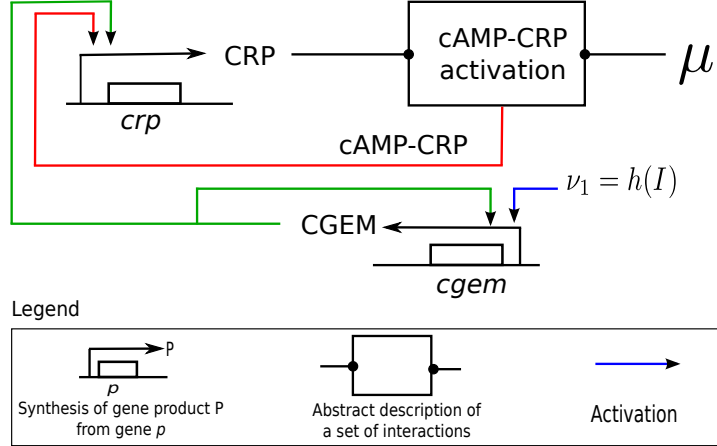 CRP
cAMP-CRP
activation
μ
crp
cAMP-CRP
ν₁ = h(I)
CGEM
cgem
Legend
P
p
Synthesis of gene product P
from gene p
Abstract description of
a set of interactions
Activation